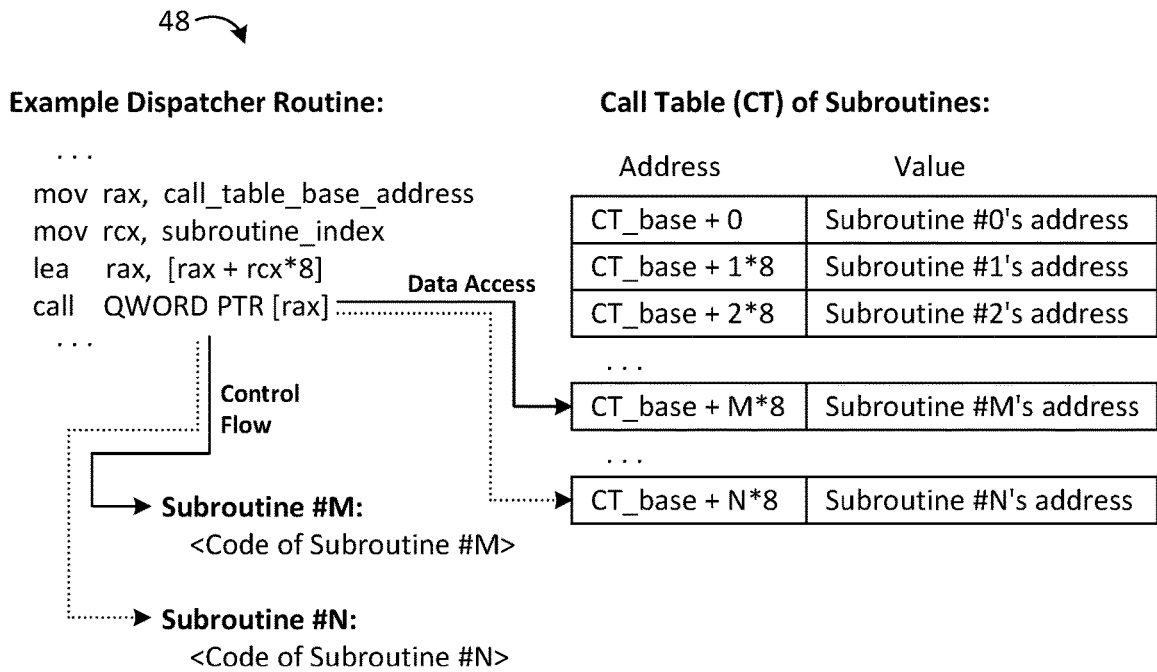 48
Example Dispatcher Routine:
. . .
mov rax, call_table_base_address
mov rcx, subroutine_index
lea rax, [rax + rcx*8]
call QWORD PTR [rax]
. . .
Data Access
Control
Flow
Subroutine #M:
<Code of Subroutine #M>
Subroutine #N:
<Code of Subroutine #N>
Call Table (CT) of Subroutines:
Address Value
CT_base + 0 Subroutine #0's address
CT_base + 1*8 Subroutine #1's address
CT_base + 2*8 Subroutine #2's address
. . .
CT_base + M*8 Subroutine #M's address
. . .
CT_base + N*8 Subroutine #N's address